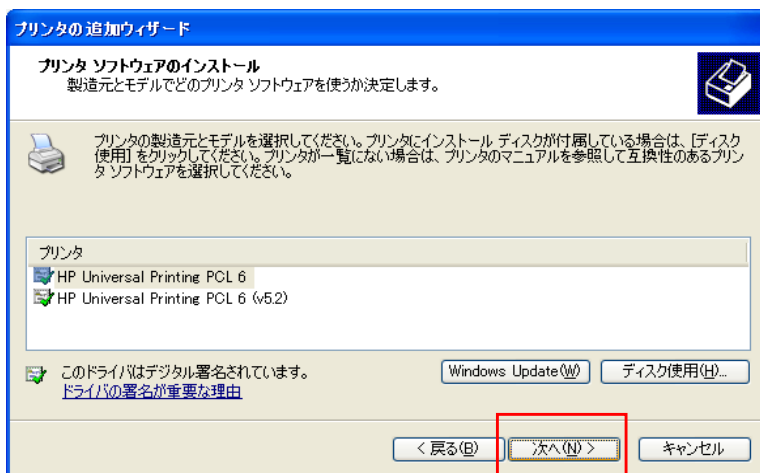 プリンタの追加ウィザード
プリンタ ソフトウェアのインストール
製造元とモデルでどのプリンタ ソフトウェアを使うか決定します。
プリンタの製造元とモデルを選択してください。プリンタにインストール ディスクが付属している場合は、[ディスク
使用] をクリックしてください。プリンタが一覧にない場合は、プリンタのマニュアルを参照して互換性のあるプリン
タ ソフトウェアを選択してください。
プリンタ
HP Universal Printing PCL 6
HP Universal Printing PCL 6 (v5.2)
このドライバはデジタル署名されています。
ドライバの署名が重要な理由
Windows Update(W)
ディスク使用(H)...
< 戻る(B)
次へ(N) >
キャンセル